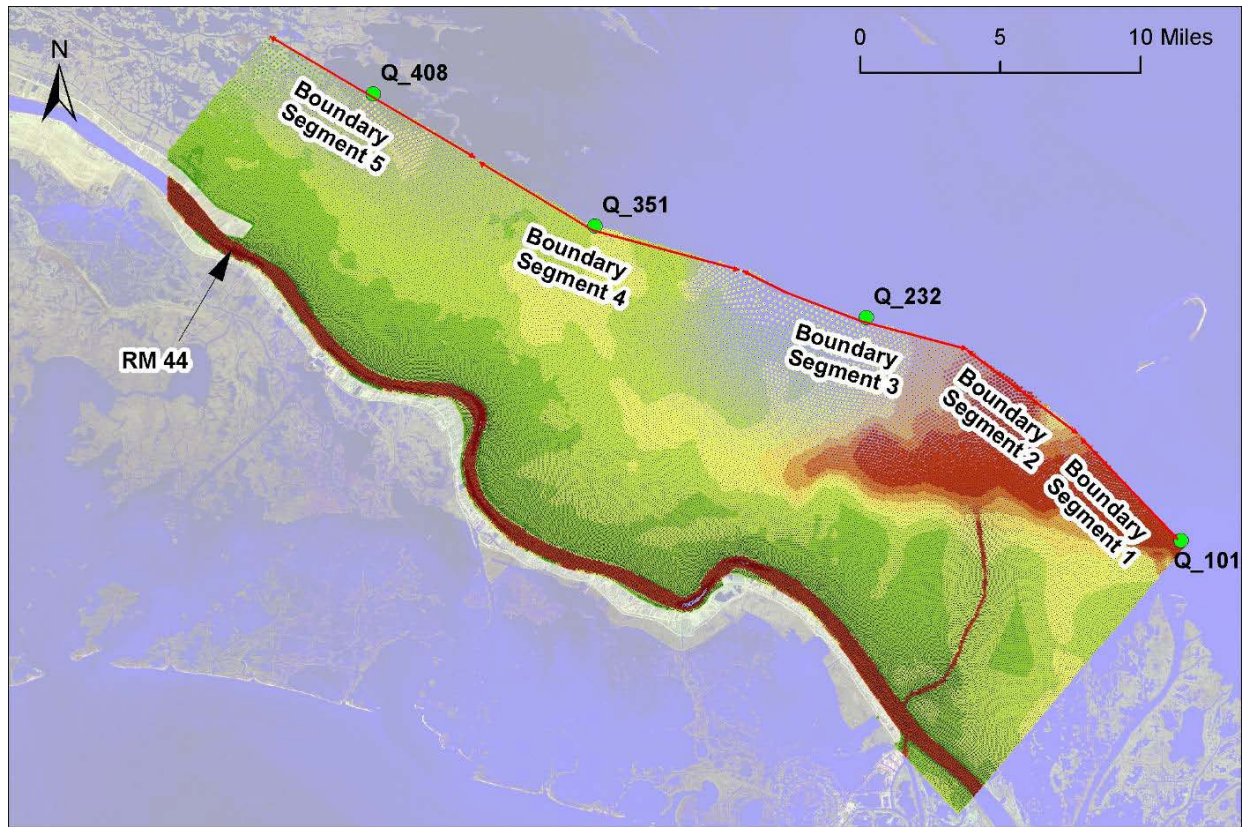 N
0 5 10 Miles
Q_408
Boundary
Segment 5
Q_351
Boundary
Segment 4
Q_232
Boundary
Segment 3
RM 44
Boundary
Segment 2
Boundary
Segment 1
Q_101